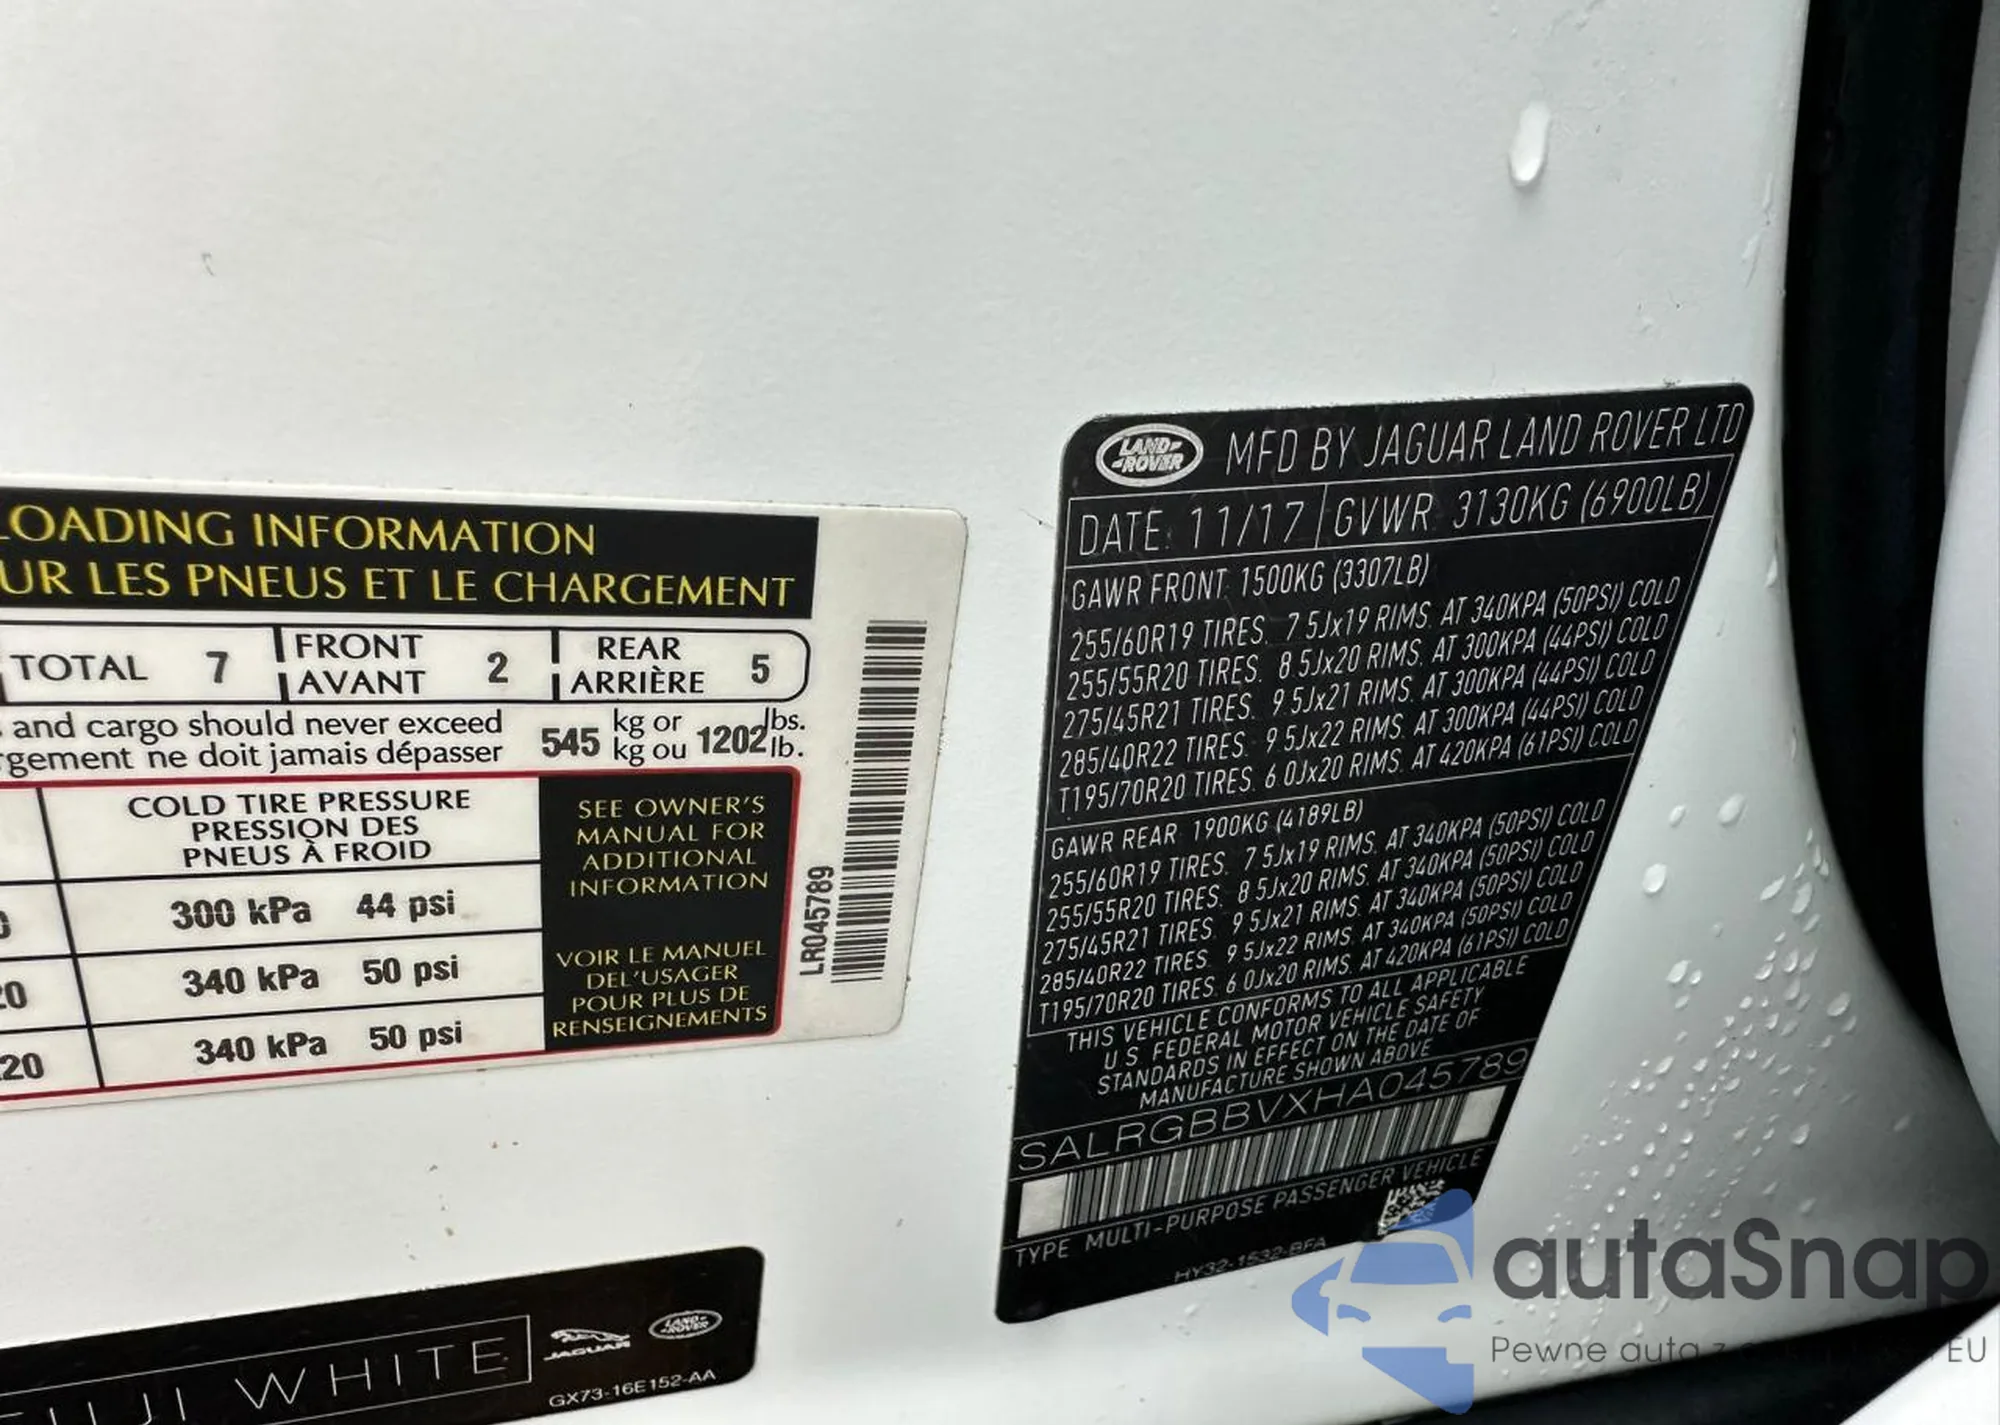 LOADING INFORMATION
UR LES PNEUS ET LE CHARGEMENT
TOTAL 7 FRONT AVANT 2 REAR ARRIÈRE 5
and cargo should never exceed 545 kg or 1202 lbs.
gement ne doit jamais dépasser kg ou lb.
COLD TIRE PRESSURE
PRESSION DES
PNEUS À FROID
300 kPa 44 psi
20 340 kPa 50 psi
20 340 kPa 50 psi
SEE OWNER'S
MANUAL FOR
ADDITIONAL
INFORMATION
VOIR LE MANUEL
DEL'USAGER
POUR PLUS DE
RENSEIGNEMENTS
LR045789
WHITE
JAGUAR
LAND ROVER
GX73-16E152-AA
LAND ROVER MFD BY JAGUAR LAND ROVER LTD
DATE: 11/17 GVWR 3130KG (6900LB)
GAWR FRONT 1500KG (3307LB)
255/60R19 TIRES. 7.5Jx19 RIMS. AT 340KPA (50PSI) COLD
255/55R20 TIRES. 8.5Jx20 RIMS. AT 300KPA (44PSI) COLD
275/45R21 TIRES. 9.5Jx21 RIMS. AT 300KPA (44PSI) COLD
285/40R22 TIRES. 9.5Jx22 RIMS. AT 300KPA (44PSI) COLD
T195/70R20 TIRES. 6.0Jx20 RIMS. AT 420KPA (61PSI) COLD
GAWR REAR 1900KG (4189LB)
255/60R19 TIRES. 7.5Jx19 RIMS. AT 340KPA (50PSI) COLD
255/55R20 TIRES. 8.5Jx20 RIMS. AT 340KPA (50PSI) COLD
275/45R21 TIRES. 9.5Jx21 RIMS. AT 340KPA (50PSI) COLD
285/40R22 TIRES. 9.5Jx22 RIMS. AT 340KPA (50PSI) COLD
T195/70R20 TIRES. 6.0Jx20 RIMS. AT 420KPA (61PSI) COLD
THIS VEHICLE CONFORMS TO ALL APPLICABLE
U.S. FEDERAL MOTOR VEHICLE SAFETY
STANDARDS IN EFFECT ON THE DATE OF
MANUFACTURE SHOWN ABOVE
SALRGBBVXHA045789
TYPE MULTI-PURPOSE PASSENGER VEHICLE
HY32-1532-BFA
autaSnap
Pewne auta z EU